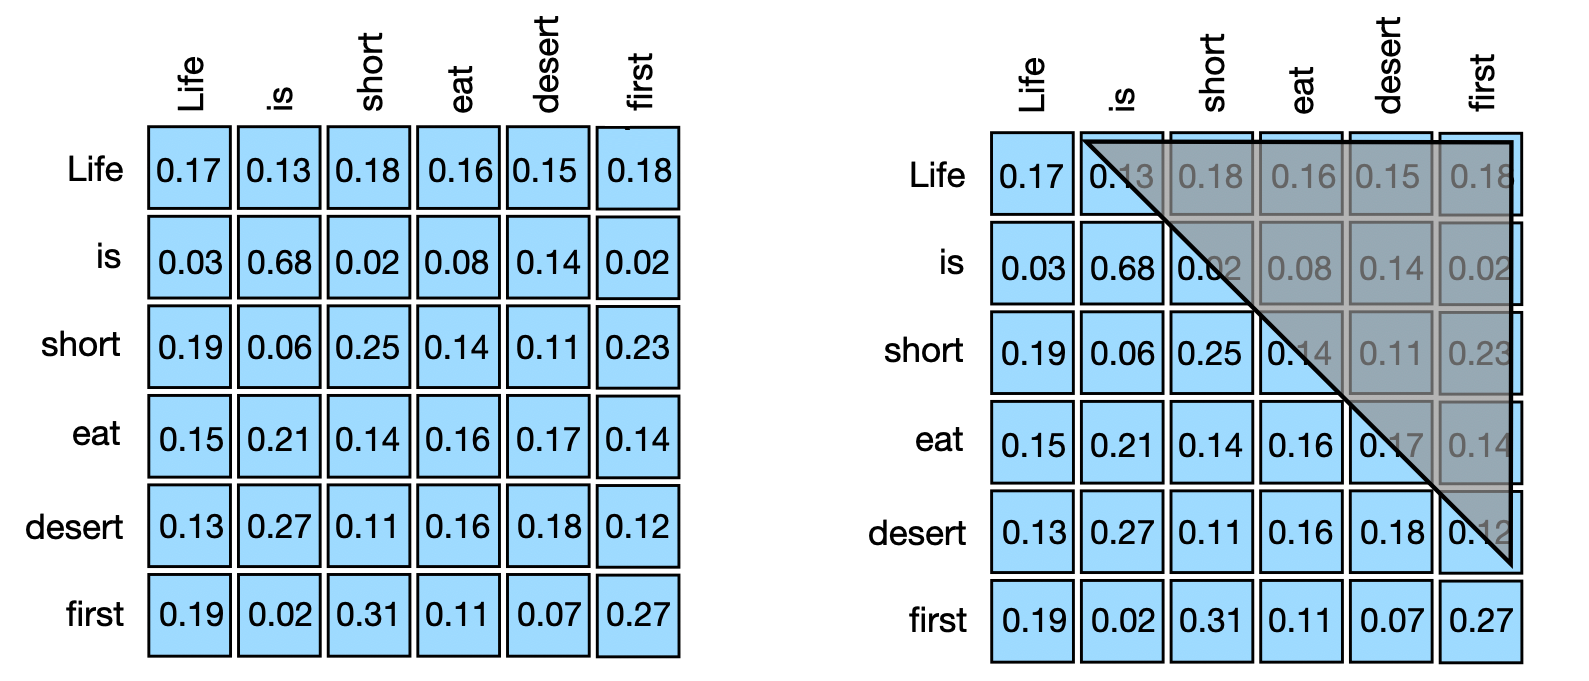 Life is short eat desert first
Life 0.17 0.13 0.18 0.16 0.15 0.18
is 0.03 0.68 0.02 0.08 0.14 0.02
short 0.19 0.06 0.25 0.14 0.11 0.23
eat 0.15 0.21 0.14 0.16 0.17 0.14
desert 0.13 0.27 0.11 0.16 0.18 0.12
first 0.19 0.02 0.31 0.11 0.07 0.27
Life is short eat desert first
Life 0.17 0.13 0.18 0.16 0.15 0.18
is 0.03 0.68 0.02 0.08 0.14 0.02
short 0.19 0.06 0.25 0.14 0.11 0.23
eat 0.15 0.21 0.14 0.16 0.17 0.14
desert 0.13 0.27 0.11 0.16 0.18 0.12
first 0.19 0.02 0.31 0.11 0.07 0.27